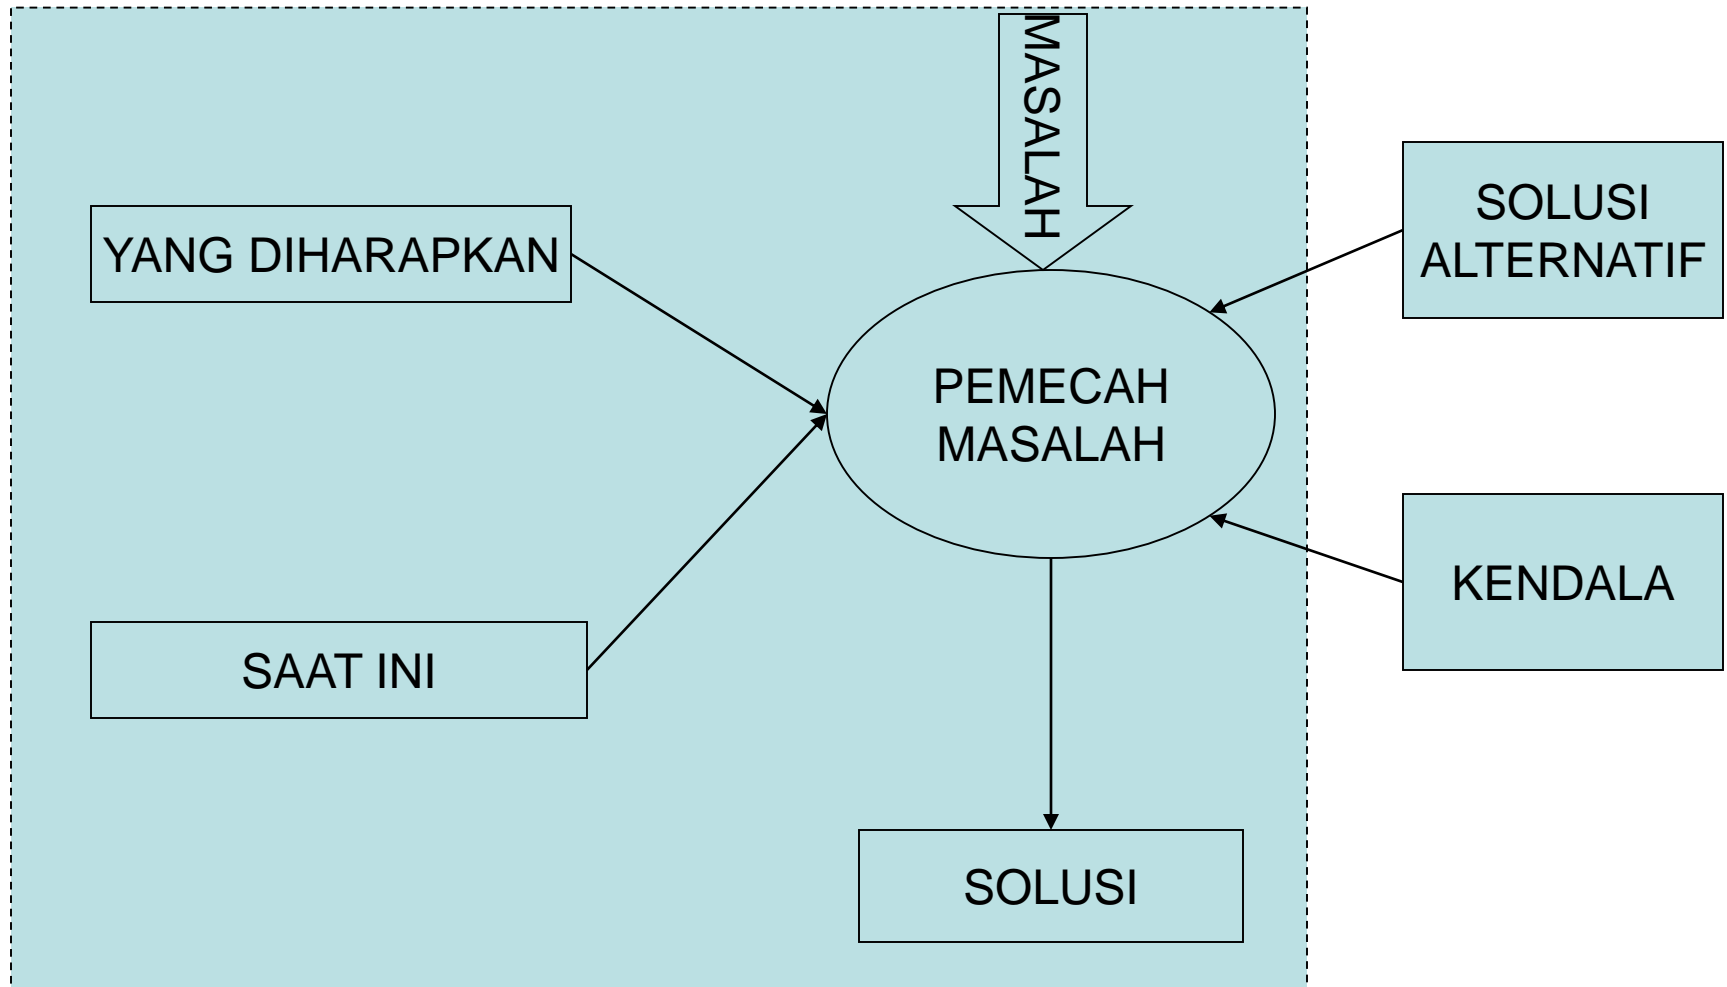 MASALAH
SOLUSI
ALTERNATIF
YANG DIHARAPKAN
PEMECAH
MASALAH
KENDALA
SAAT INI
SOLUSI